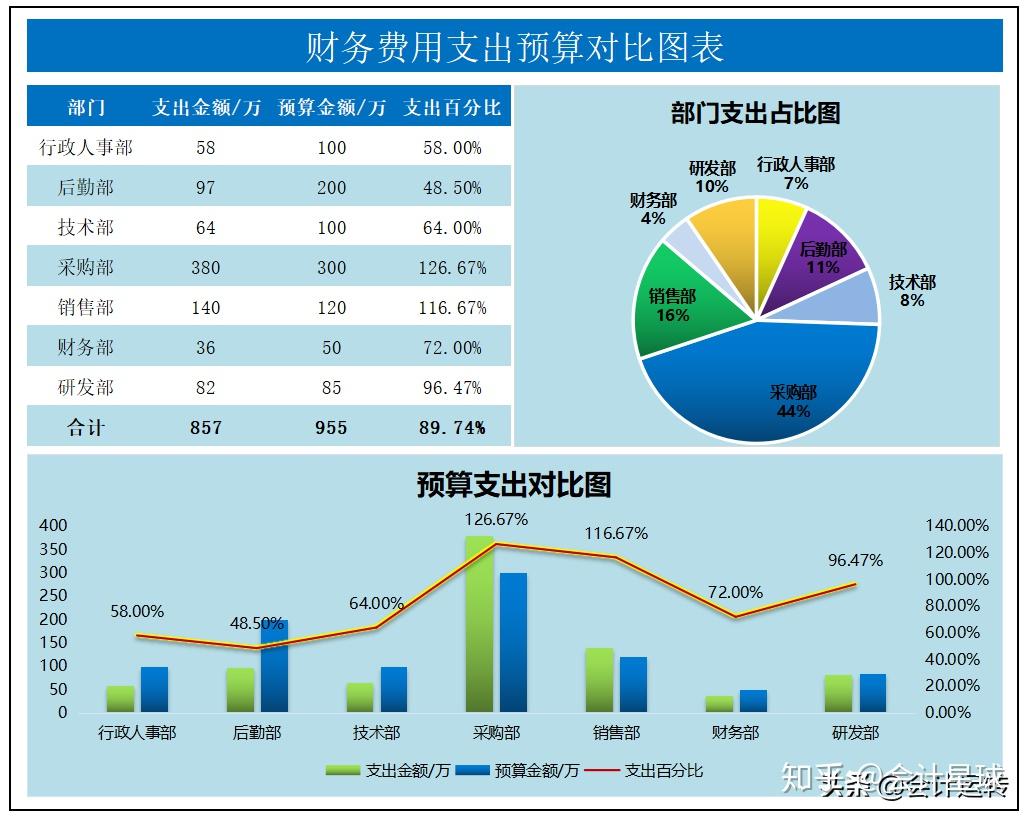 财务费用支出预算对比图表
部门 支出金额/万 预算金额/万 支出百分比
行政人事部 58 100 58.00%
后勤部 97 200 48.50%
技术部 64 100 64.00%
采购部 380 300 126.67%
销售部 140 120 116.67%
财务部 36 50 72.00%
研发部 82 85 96.47%
合计 857 955 89.74%
部门支出占比图
行政人事部
7%
后勤部
11%
技术部
8%
采购部
44%
销售部
16%
财务部
4%
研发部
10%
预算支出对比图
400
350
300
250
200
150
100
50
0
58.00%
48.50%
64.00%
126.67%
116.67%
72.00%
96.47%
140.00%
120.00%
100.00%
80.00%
60.00%
40.00%
20.00%
0.00%
行政人事部 后勤部 技术部 采购部 销售部 财务部 研发部
支出金额/万 预算金额/万 支出百分比
知乎 @会计星球
头条 @会计运转